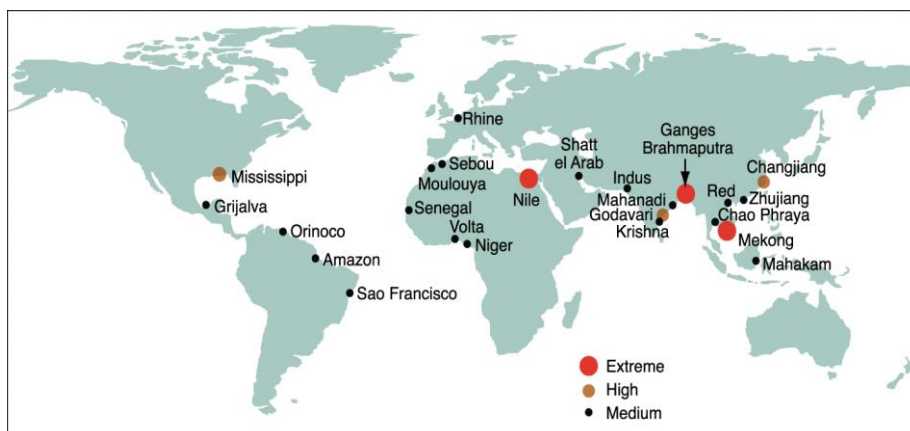 Rhine
Ganges
Brahmaputra
Shatt
el Arab
Changjiang
Sebou
Moulouya
Mississippi
Indus
Nile
Mahanadi
Red
Zhujiang
Grijalva
Senegal
Godavari
Chao Phraya
Volta
Krishna
Orinoco
Niger
Mekong
Amazon
Mahakam
Sao Francisco
Extreme
High
Medium